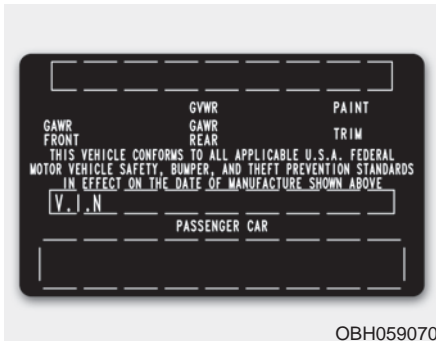 GVWR PAINT
GAWR FRONT GAWR REAR TRIM
THIS VEHICLE CONFORMS TO ALL APPLICABLE U.S.A. FEDERAL
MOTOR VEHICLE SAFETY, BUMPER, AND THEFT PREVENTION STANDARDS
IN EFFECT ON THE DATE OF MANUFACTURE SHOWN ABOVE
V.I.N
PASSENGER CAR
OBH059070